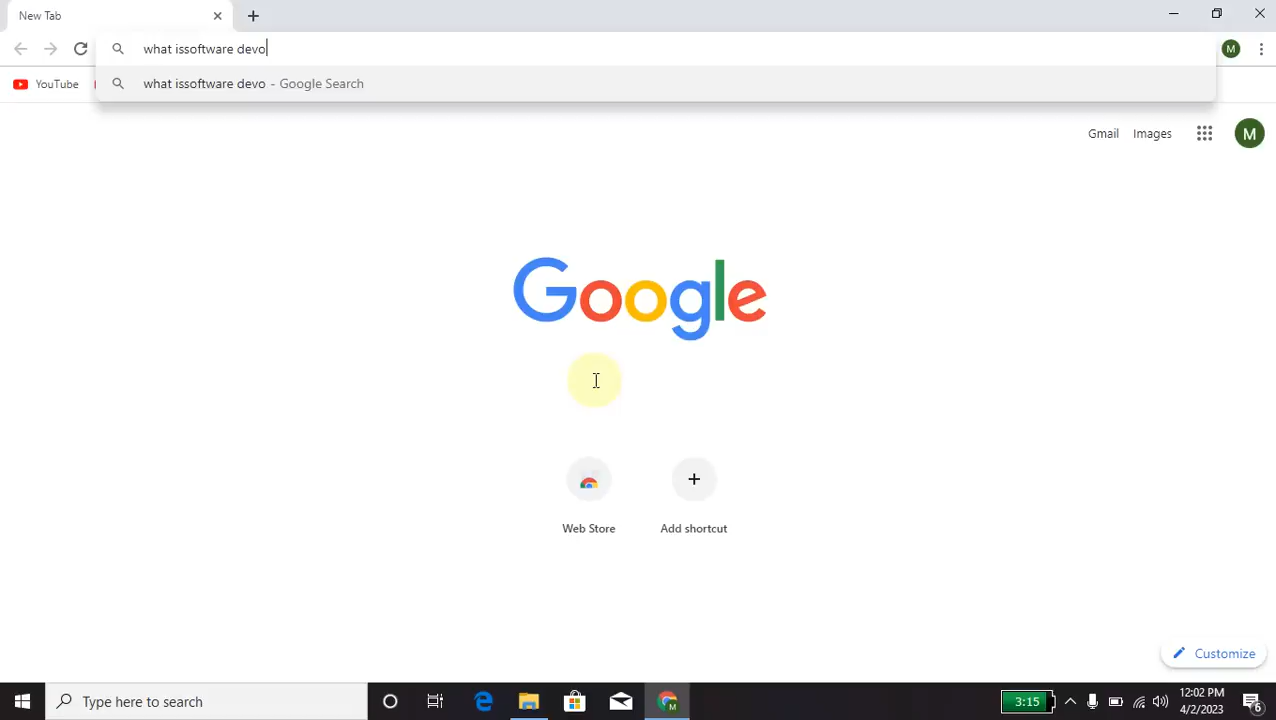 New Tab
what issoftware devo
M
YouTube
what issoftware devo - Google Search
Gmail
Images
M
Google
Web Store
Add shortcut
Customize
Type here to search
M
3:15
12:02 PM
4/2/2023
6